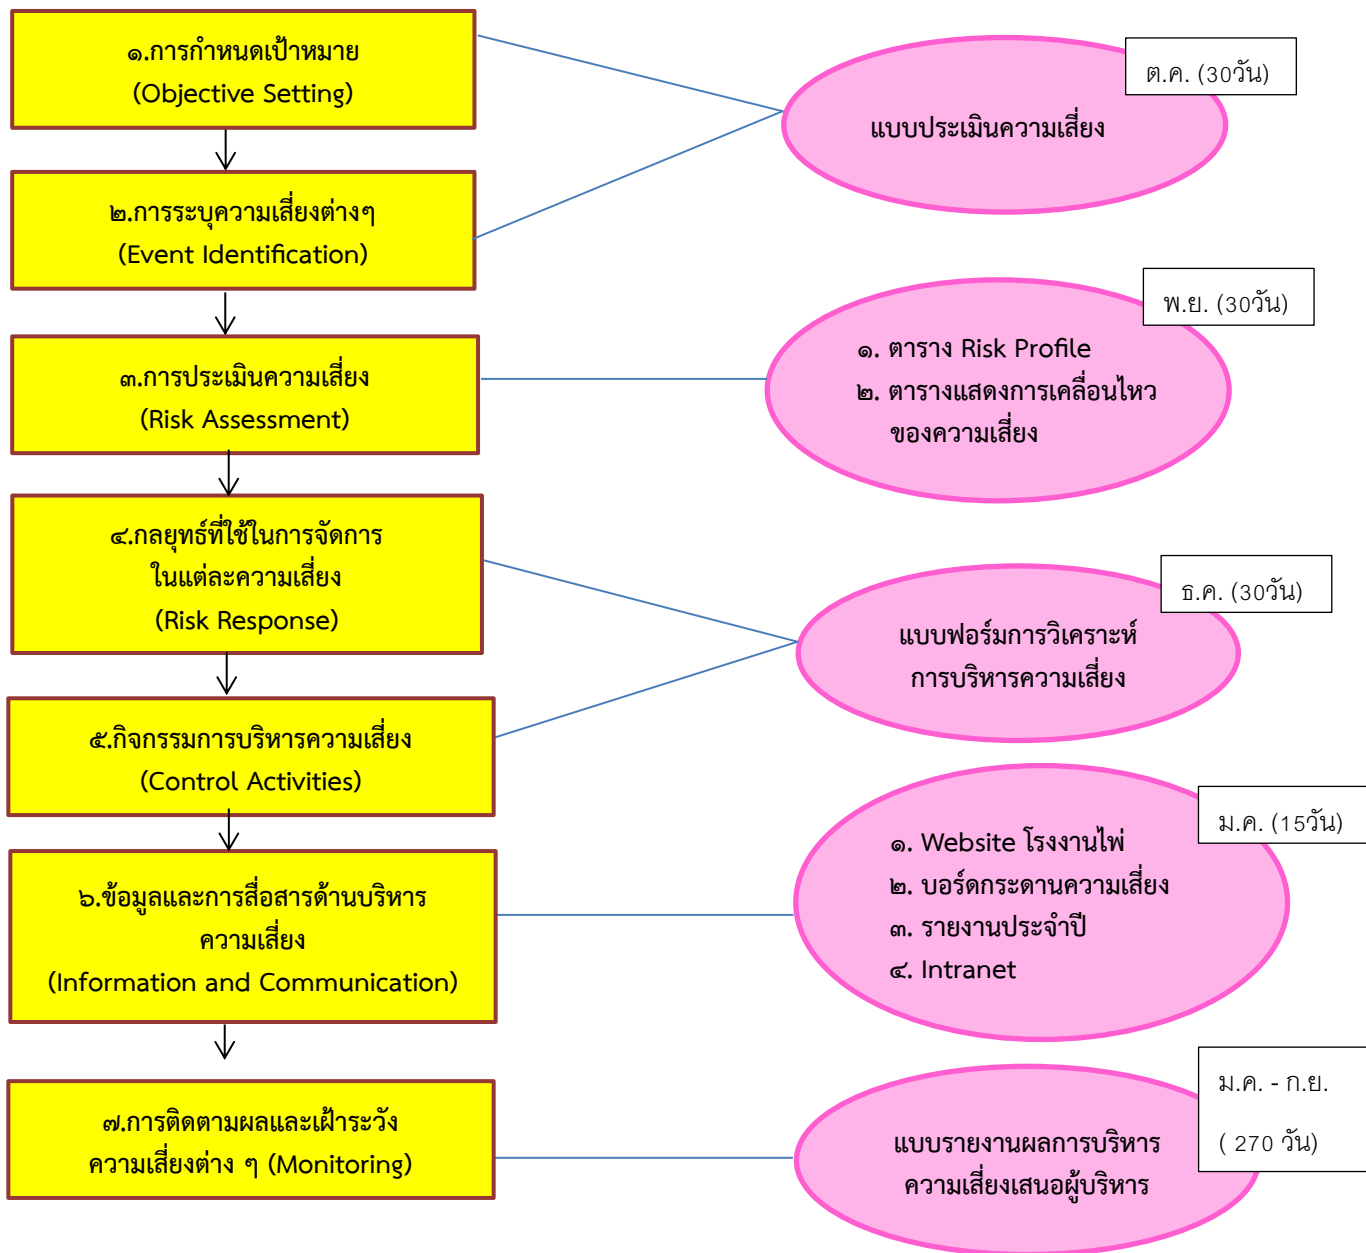 ๑.การกำหนดเป้าหมาย
(Objective Setting)
แบบประเมินความเสี่ยง
ต.ค. (30วัน)
๒.การระบุความเสี่ยงต่างๆ
(Event Identification)
๓.การประเมินความเสี่ยง
(Risk Assessment)
พ.ย. (30วัน)
๑. ตาราง Risk Profile
๒. ตารางแสดงการเคลื่อนไหว
ของความเสี่ยง
๔.กลยุทธ์ที่ใช้ในการจัดการ
ในแต่ละความเสี่ยง
(Risk Response)
ธ.ค. (30วัน)
แบบฟอร์มการวิเคราะห์
การบริหารความเสี่ยง
๕.กิจกรรมการบริหารความเสี่ยง
(Control Activities)
๖.ข้อมูลและการสื่อสารด้านบริหาร
ความเสี่ยง
(Information and Communication)
ม.ค. (15วัน)
๑. Website โรงงานไพ่
๒. บอร์ดกระดานความเสี่ยง
๓. รายงานประจำปี
๔. Intranet
๗.การติดตามผลและเฝ้าระวัง
ความเสี่ยงต่าง ๆ (Monitoring)
ม.ค. - ก.ย.
( 270 วัน)
แบบรายงานผลการบริหาร
ความเสี่ยงเสนอผู้บริหาร